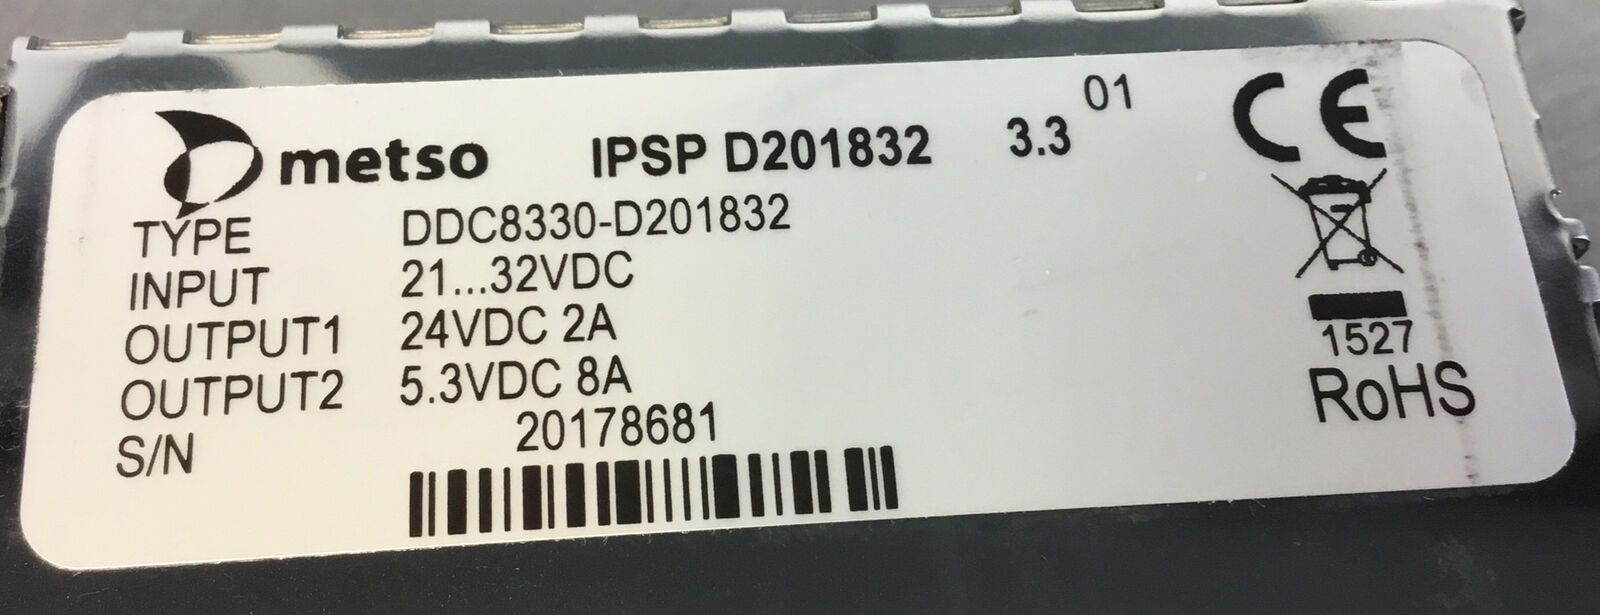 metso IPSP D201832 3.3 01 CE
TYPE DDC8330-D201832
INPUT 21...32VDC
OUTPUT1 24VDC 2A
OUTPUT2 5.3VDC 8A
S/N 20178681
1527
RoHS